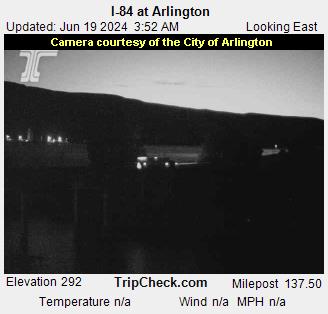 I-84 at Arlington
Updated: Jun 19 2024 3:52 AM Looking East
Camera courtesy of the City of Arlington
Elevation 292 TripCheck.com Milepost 137.50
Temperature n/a Wind n/a MPH n/a